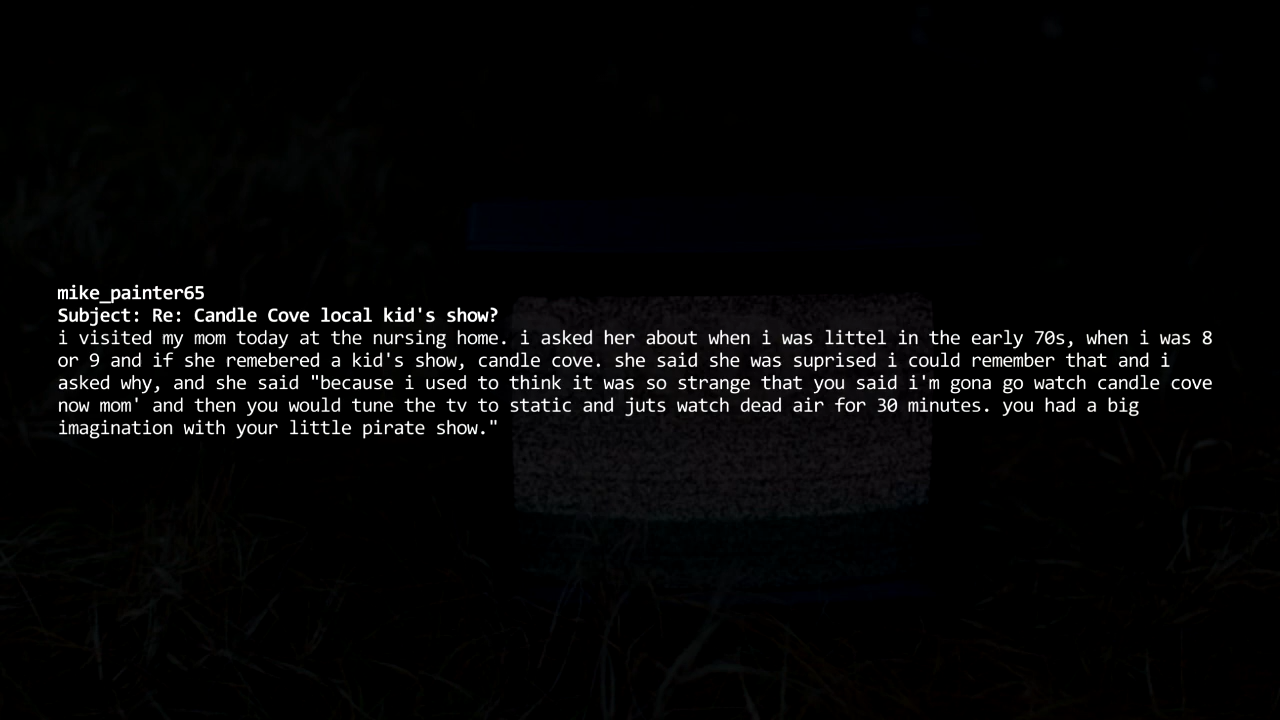 mike_painter65
Subject: Re: Candle Cove local kid's show?
i visited my mom today at the nursing home. i asked her about when i was littel in the early 70s, when i was 8
or 9 and if she remebered a kid's show, candle cove. she said she was suprised i could remember that and i
asked why, and she said "because i used to think it was so strange that you said i'm gona go watch candle cove
now mom' and then you would tune the tv to static and juts watch dead air for 30 minutes. you had a big
imagination with your little pirate show."